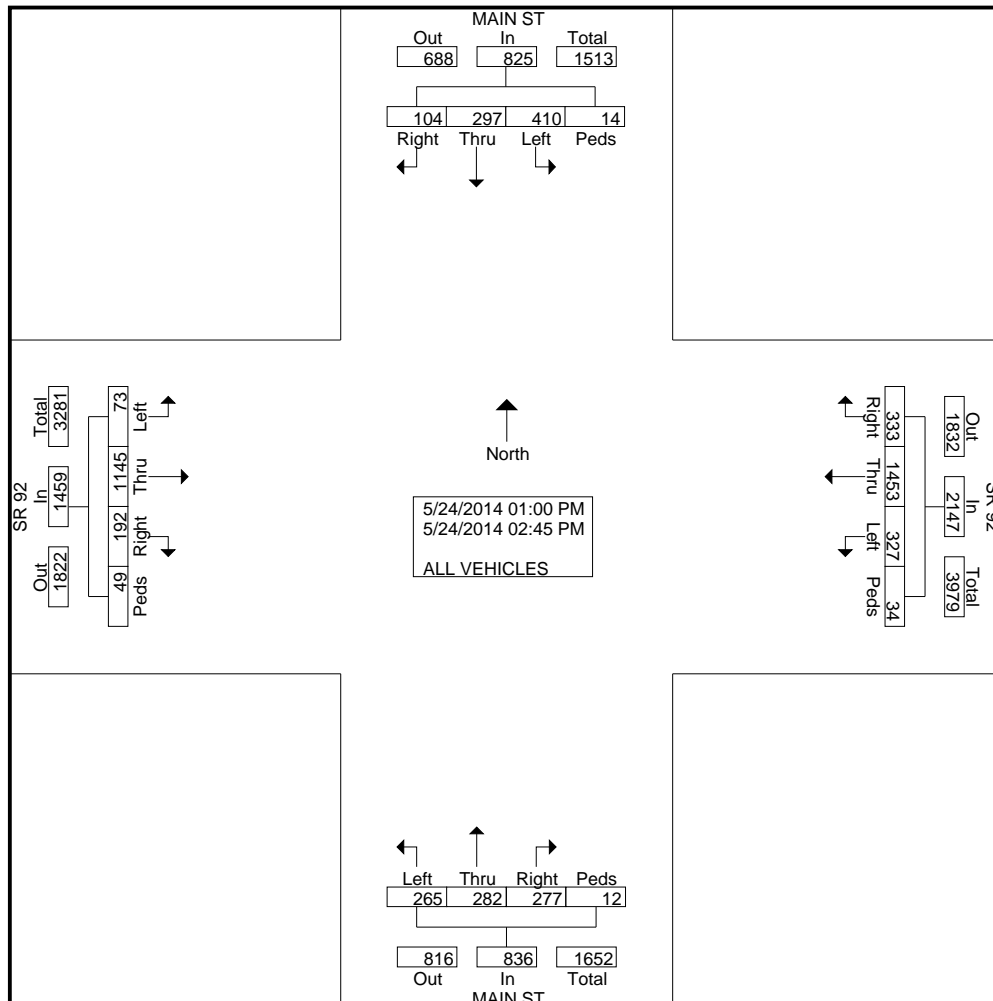 MAIN ST
Out In Total
688 825 1513
104 297 410 14
Right Thru Left Peds
SR 92
Total In Out
3281 1459 1822
73 1145 192 49
Left Thru Right Peds
North
5/24/2014 01:00 PM
5/24/2014 02:45 PM
ALL VEHICLES
Right Thru Left Peds
333 1453 327 34
1832 2147 3979
Out In Total
SR 92
Left Thru Right Peds
265 282 277 12
816 836 1652
Out In Total
MAIN ST